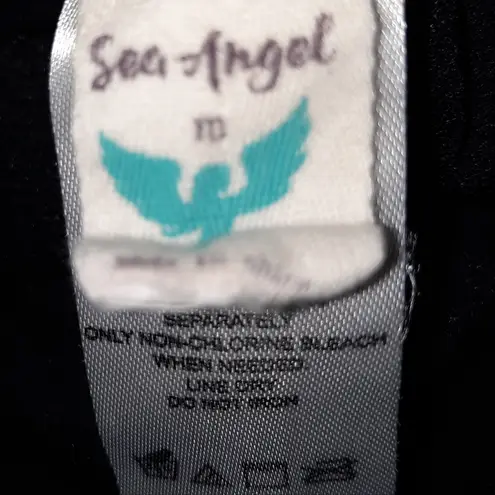 Sea Angel
m
SEPARATELY
ONLY NON-CHLORINE BLEACH
WHEN NEEDED
LINE DRY
DO NOT IRON